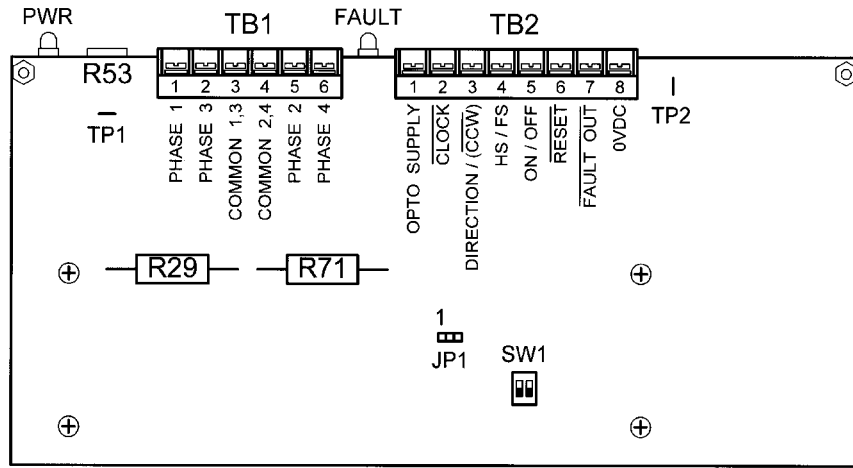 PWR
FAULT
TB1
TB2
R53
1 2 3 4 5 6
1 2 3 4 5 6 7 8
TP1
TP2
PHASE 1
PHASE 3
COMMON 1,3
COMMON 2,4
PHASE 2
PHASE 4
OPTO SUPPLY
CLOCK
DIRECTION / (CCW)
HS / FS
ON / OFF
RESET
FAULT OUT
0VDC
R29
R71
1
JP1
SW1